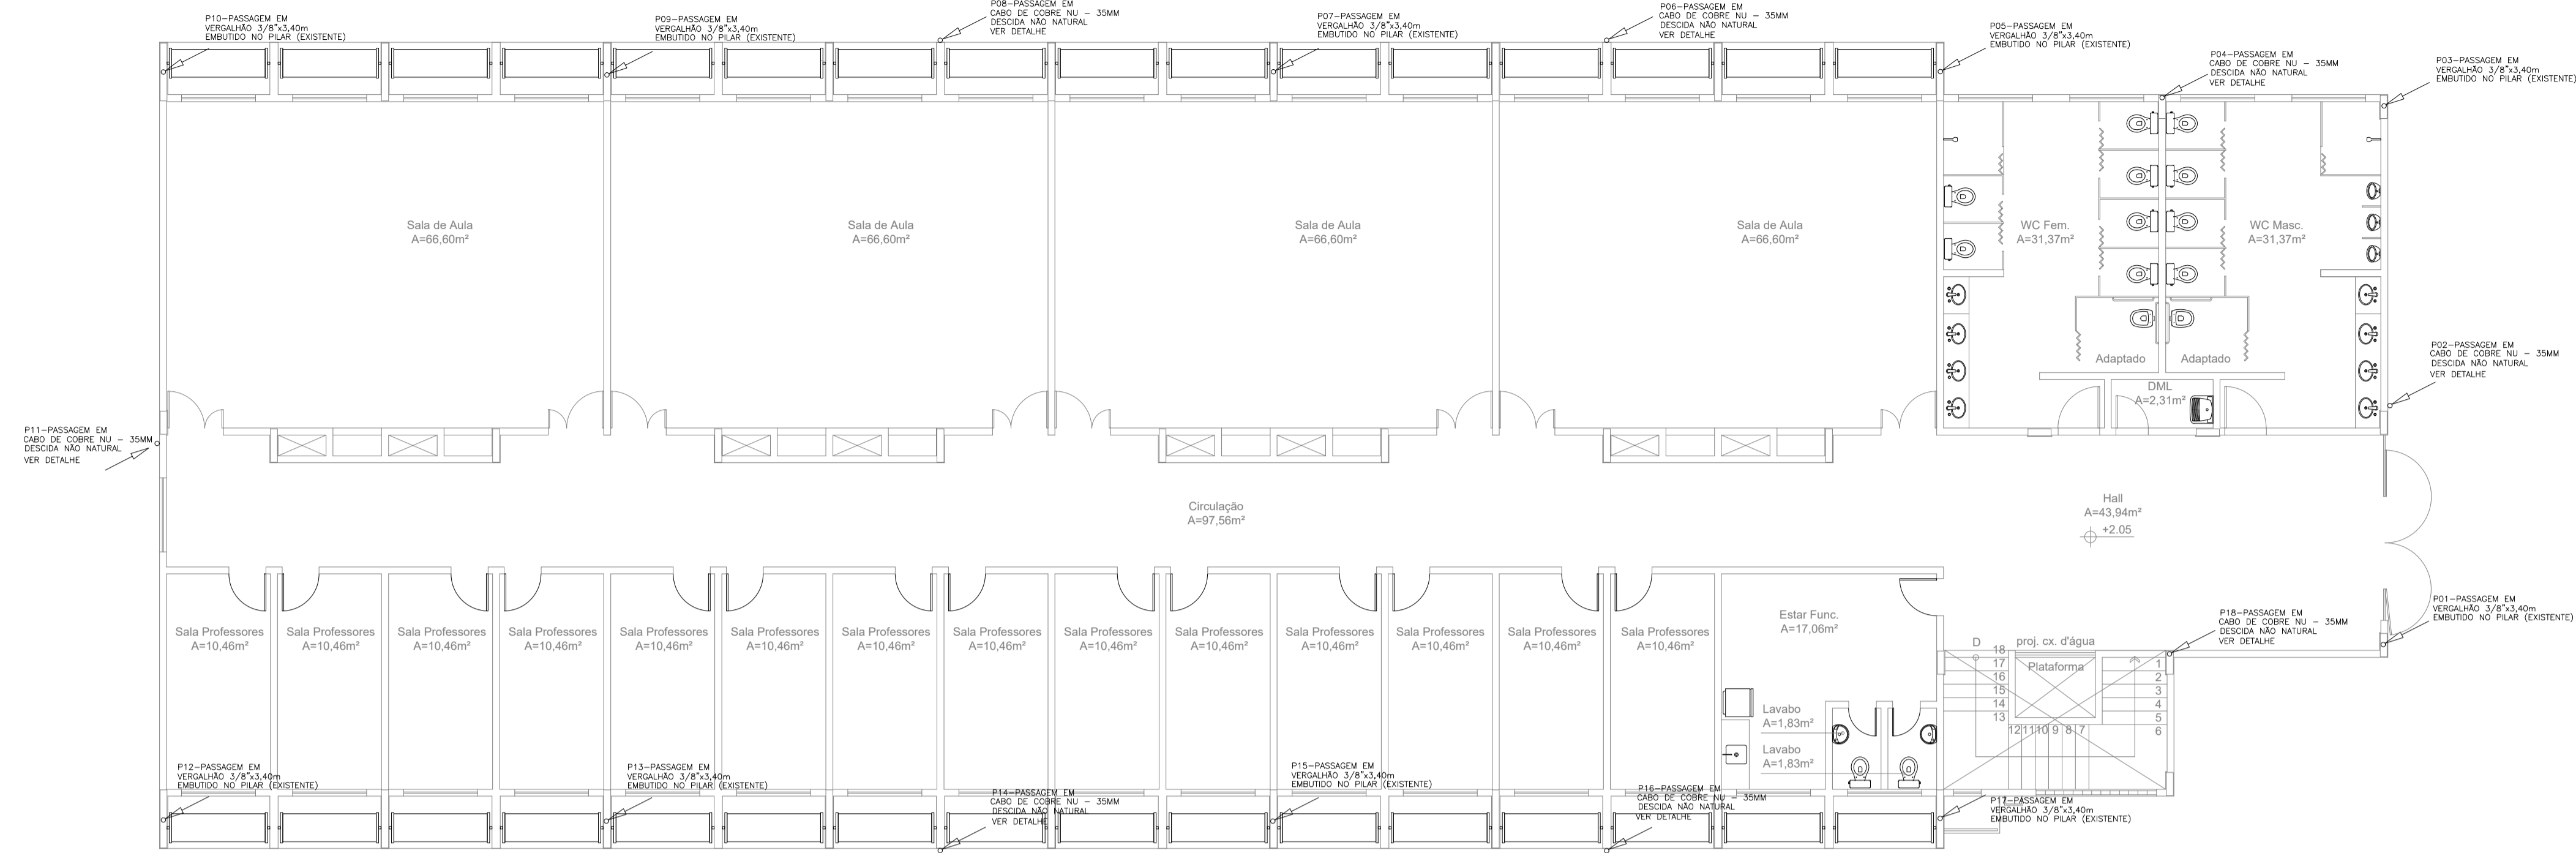 P10-PASSAGEM EM
VERGALHÃO 3/8"x3,40m
EMBUTIDO NO PILAR (EXISTENTE)
P09-PASSAGEM EM
VERGALHÃO 3/8"x3,40m
EMBUTIDO NO PILAR (EXISTENTE)
P08-PASSAGEM EM
CABO DE COBRE NU - 35MM
DESCIDA NÃO NATURAL
VER DETALHE
P07-PASSAGEM EM
VERGALHÃO 3/8"x3,40m
EMBUTIDO NO PILAR (EXISTENTE)
P06-PASSAGEM EM
CABO DE COBRE NU - 35MM
DESCIDA NÃO NATURAL
VER DETALHE
P05-PASSAGEM EM
VERGALHÃO 3/8"x3,40m
EMBUTIDO NO PILAR (EXISTENTE)
P04-PASSAGEM EM
CABO DE COBRE NU - 35MM
DESCIDA NÃO NATURAL
VER DETALHE
P03-PASSAGEM EM
VERGALHÃO 3/8"x3,40m
EMBUTIDO NO PILAR (EXISTENTE)
Sala de Aula
A=66,60m²
Sala de Aula
A=66,60m²
Sala de Aula
A=66,60m²
Sala de Aula
A=66,60m²
WC Fem.
A=31,37m²
WC Masc.
A=31,37m²
Adaptado
Adaptado
DML
A=2,31m²
P02-PASSAGEM EM
CABO DE COBRE NU - 35MM
DESCIDA NÃO NATURAL
VER DETALHE
P11-PASSAGEM EM
CABO DE COBRE NU - 35MM
DESCIDA NÃO NATURAL
VER DETALHE
Circulação
A=97,56m²
Hall
A=43,94m²
+2.05
Sala Professores
A=10,46m²
Sala Professores
A=10,46m²
Sala Professores
A=10,46m²
Sala Professores
A=10,46m²
Sala Professores
A=10,46m²
Sala Professores
A=10,46m²
Sala Professores
A=10,46m²
Sala Professores
A=10,46m²
Sala Professores
A=10,46m²
Sala Professores
A=10,46m²
Sala Professores
A=10,46m²
Sala Professores
A=10,46m²
Sala Professores
A=10,46m²
Sala Professores
A=10,46m²
Estar Func.
A=17,06m²
Lavabo
A=1,83m²
Lavabo
A=1,83m²
D
proj. cx. d'água
Plataforma
18
17
16
15
14
13
12 11 10 9 8 7
1
2
3
4
5
6
P18-PASSAGEM EM
CABO DE COBRE NU - 35MM
DESCIDA NÃO NATURAL
VER DETALHE
P01-PASSAGEM EM
VERGALHÃO 3/8"x3,40m
EMBUTIDO NO PILAR (EXISTENTE)
P12-PASSAGEM EM
VERGALHÃO 3/8"x3,40m
EMBUTIDO NO PILAR (EXISTENTE)
P13-PASSAGEM EM
VERGALHÃO 3/8"x3,40m
EMBUTIDO NO PILAR (EXISTENTE)
P14-PASSAGEM EM
CABO DE COBRE NU - 35MM
DESCIDA NÃO NATURAL
VER DETALHE
P15-PASSAGEM EM
VERGALHÃO 3/8"x3,40m
EMBUTIDO NO PILAR (EXISTENTE)
P16-PASSAGEM EM
CABO DE COBRE NU - 35MM
DESCIDA NÃO NATURAL
VER DETALHE
P17-PASSAGEM EM
VERGALHÃO 3/8"x3,40m
EMBUTIDO NO PILAR (EXISTENTE)